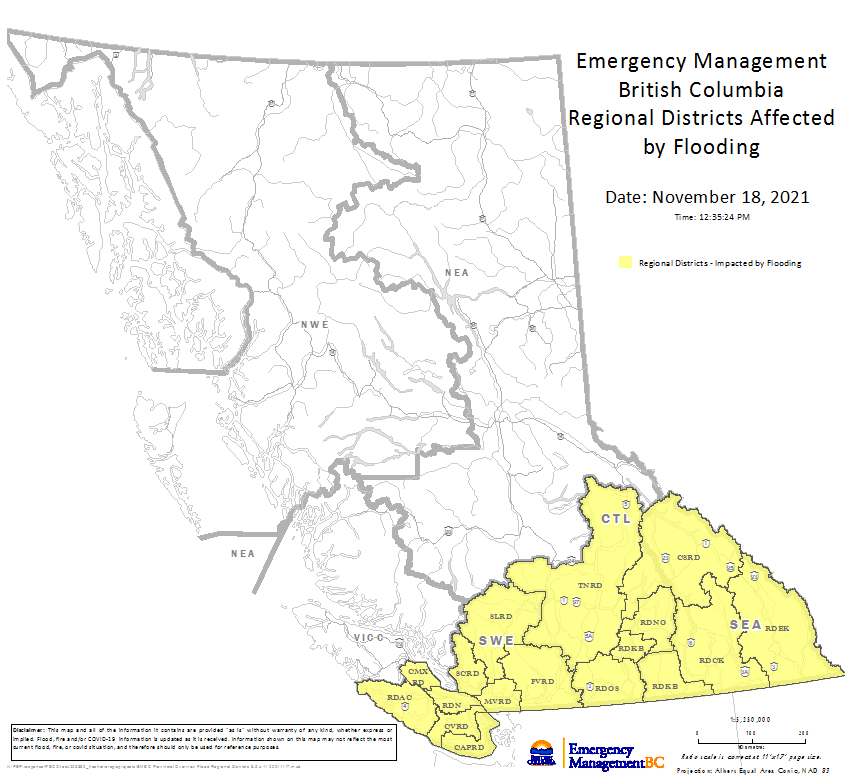 Emergency Management
British Columbia
Regional Districts Affected
by Flooding
Date: November 18, 2021
Time: 12:35:24 PM
Regional Districts - Impacted by Flooding
NEA
NWE
CTL
NEA
CSRD
TNRD
SLRD
RDNO
SEA
RDEK
VICC
SWE
RDKB
RDCK
CMX
RD
SCRD
FVRD
RDOS
RDKB
RDAC
RDN
MVRD
CVRD
CAPRD
Disclaimer: This map and all of the information it contains are provided "as is" without warranty of any kind, whether express or
implied. Flood, fire and/or COVID-19 information is updated as it is received. Information shown on this map may not reflect the most
current flood, fire, or covid situation, and therefore should only be used for reference purposes.
BRITISH
COLUMBIA
Emergency
ManagementBC
1:5,250,000
0 100 200
Kilometres
Ratio scale is correct at 11"x17" page size.
Projection: Albers Equal Area Conic, NAD 83